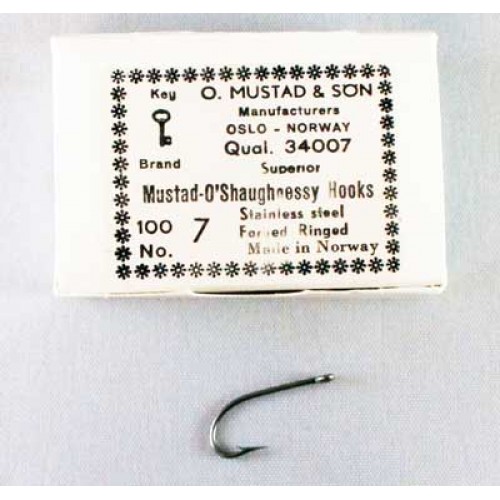 Key O. MUSTAD & SÖN
Manufacturers
OSLO - NORWAY
Brand Qual. 34007
Superior
Mustad-O'Shaughnessy Hooks
100 7 Stainless steel
No. Forged Ringed
Made in Norway